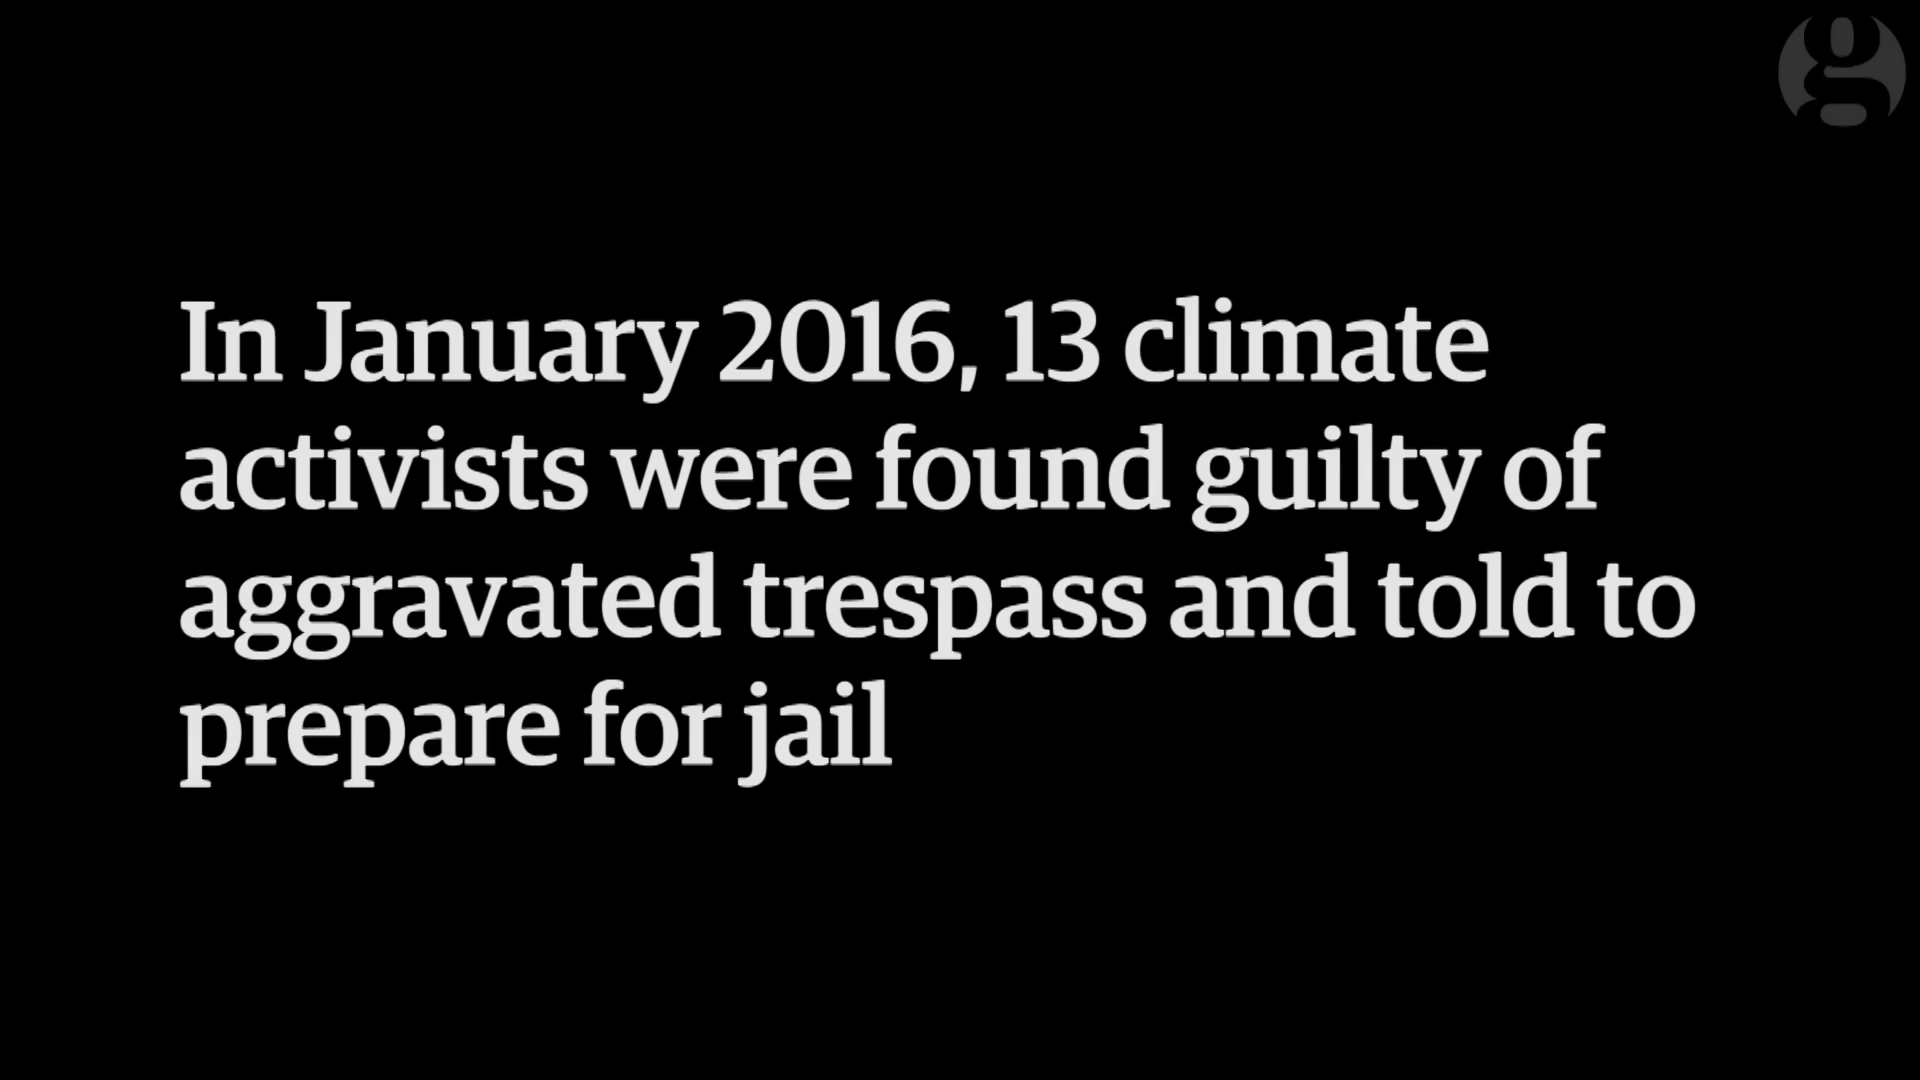 g
In January 2016, 13 climate
activists were found guilty of
aggravated trespass and told to
prepare for jail